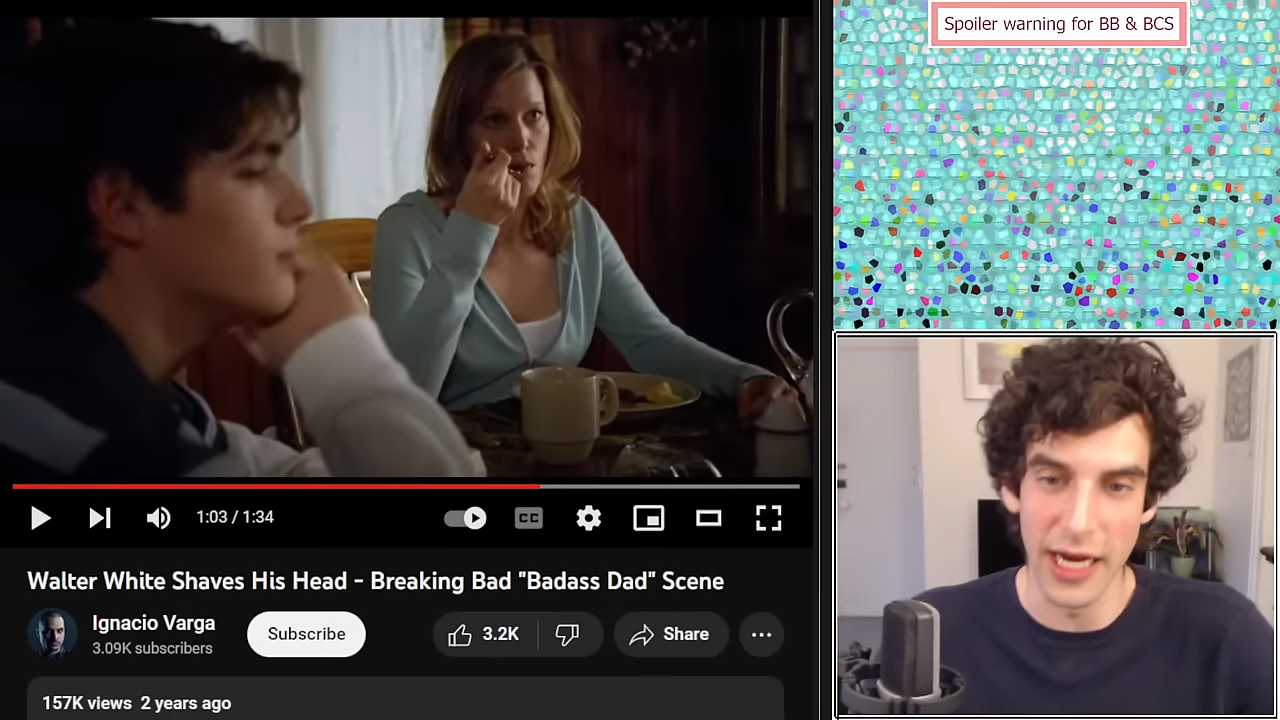 Spoiler warning for BB & BCS
CC
1:03 / 1:34
Walter White Shaves His Head - Breaking Bad "Badass Dad" Scene
Ignacio Varga
3.09K subscribers
Subscribe
3.2K
Share
157K views 2 years ago